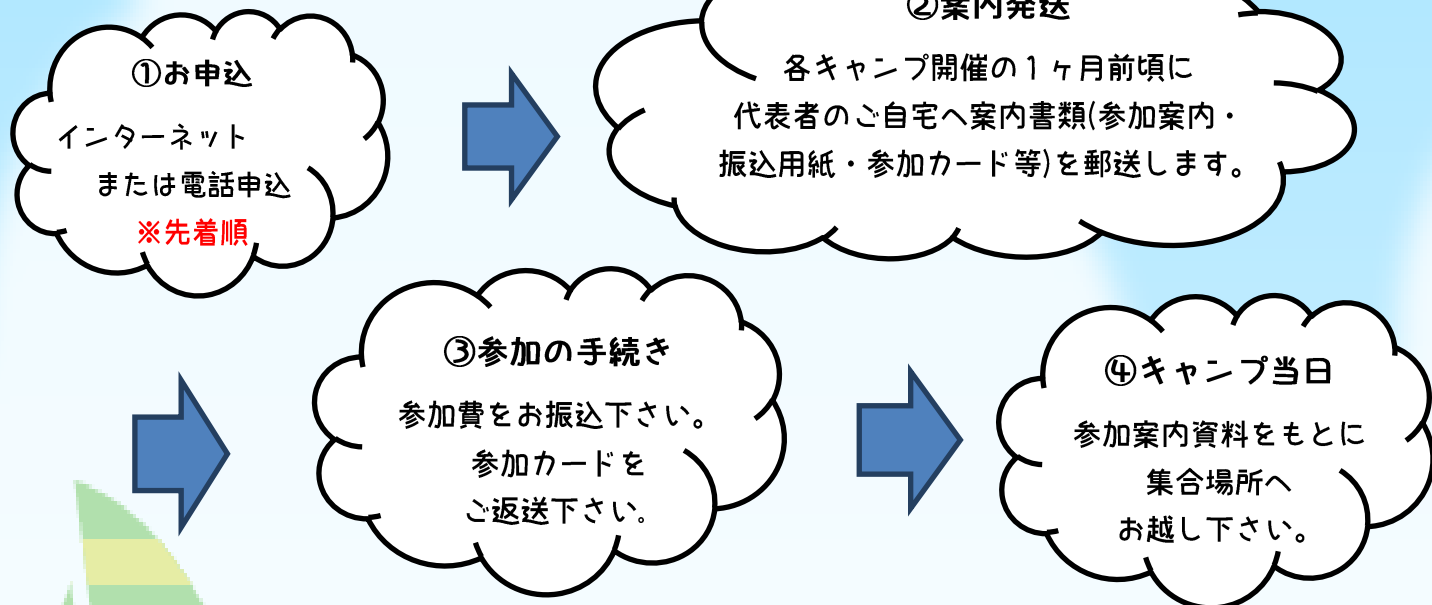 ①お申込
インターネット
または電話申込
※先着順
②案内発送
各キャンプ開催の1ヶ月前頃に
代表者のご自宅へ案内書類(参加案内・
振込用紙・参加カード等)を郵送します。
③参加の手続き
参加費をお振込下さい。
参加カードを
ご返送下さい。
④キャンプ当日
参加案内資料をもとに
集合場所へ
お越し下さい。